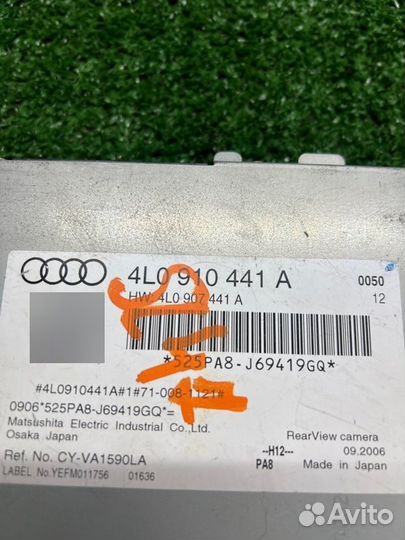 4L0 910 441 A 0050
HW: 4L0 907 441 A 12
*525PA8-J69419GQ*
#4L0910441A#1#71-008-1121#
0906*525PA8-J69419GQ*=
Matsushita Electric Industrial Co.,Ltd.
Osaka Japan
RearView camera
--H12--- 09.2006
Ref. No. CY-VA1590LA
PA8 Made in Japan
LABEL No.YEFM011756 01636
Avito